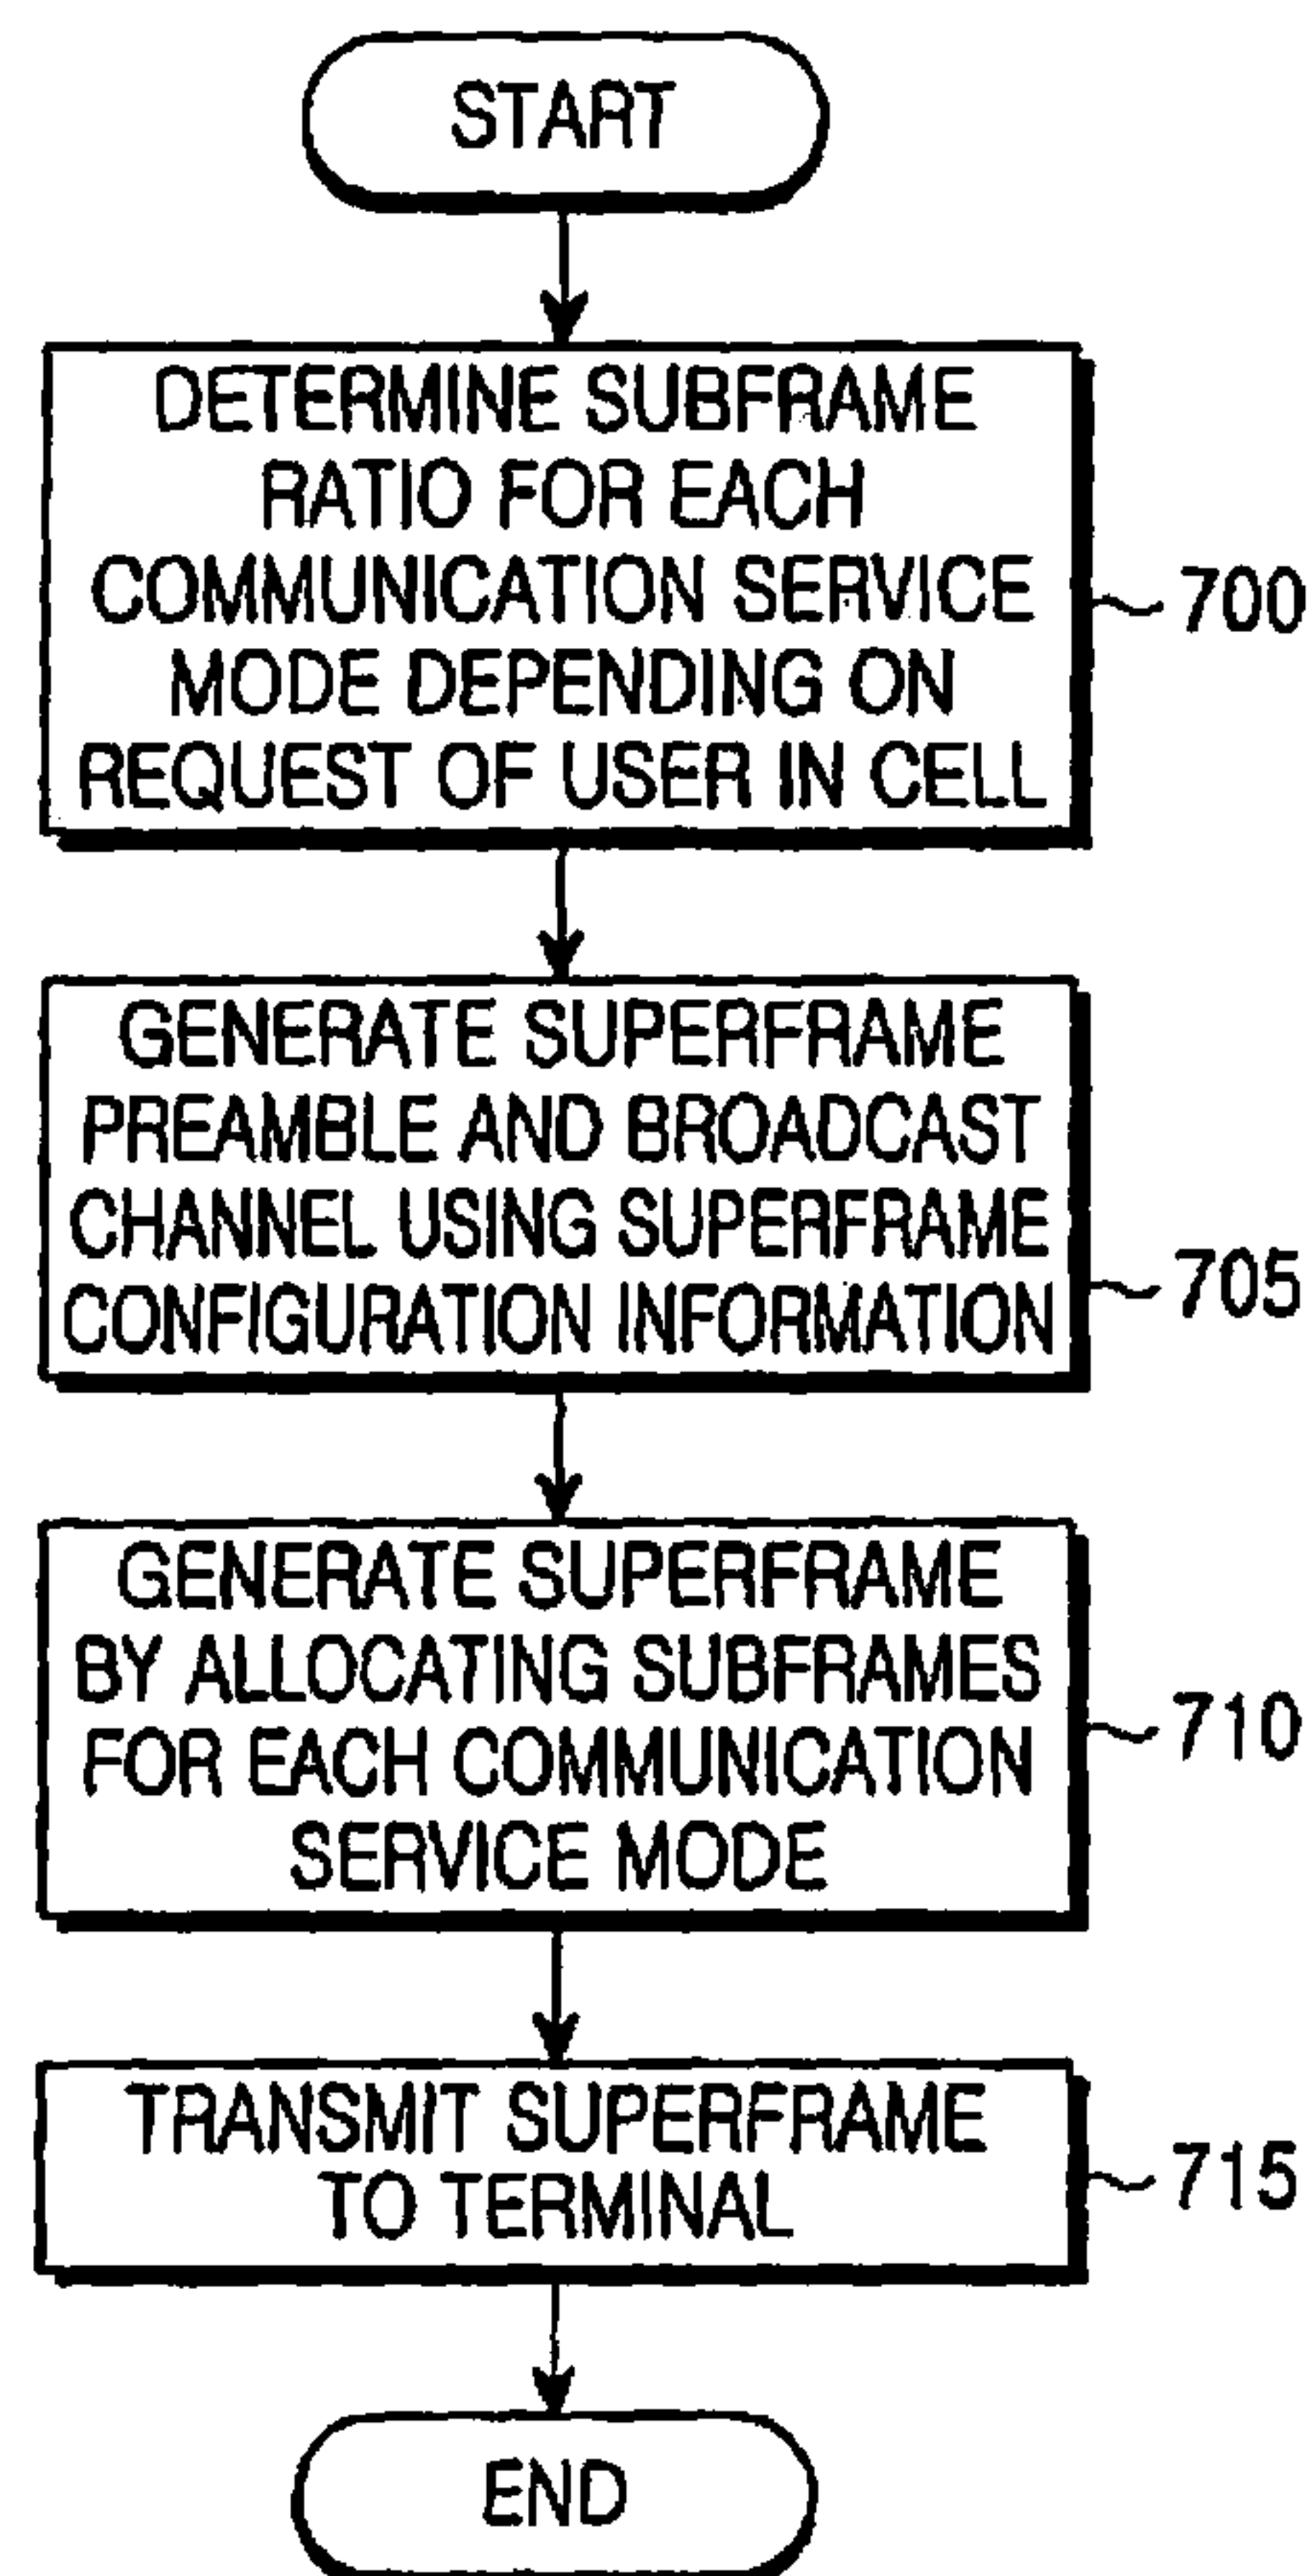 START
DETERMINE SUBFRAME
RATIO FOR EACH
COMMUNICATION SERVICE
MODE DEPENDING ON
REQUEST OF USER IN CELL
700
GENERATE SUPERFRAME
PREAMBLE AND BROADCAST
CHANNEL USING SUPERFRAME
CONFIGURATION INFORMATION
705
GENERATE SUPERFRAME
BY ALLOCATING SUBFRAMES
FOR EACH COMMUNICATION
SERVICE MODE
710
TRANSMIT SUPERFRAME
TO TERMINAL
715
END